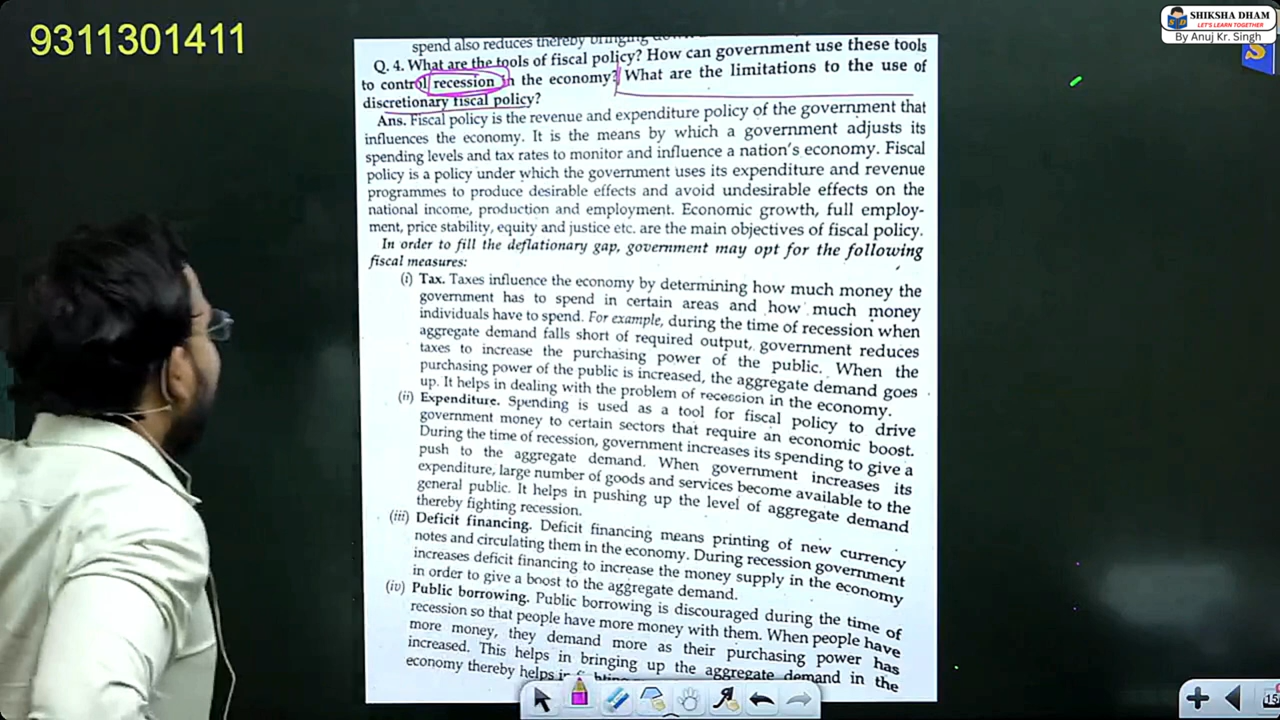 9311301411
SHIKSHA DHAM
LET'S LEARN TOGETHER
By Anuj Kr. Singh
spend also reduces thereby bringing down
Q. 4. What are the tools of fiscal policy? How can government use these tools
to control recession in the economy? What are the limitations to the use of
discretionary fiscal policy?
Ans. Fiscal policy is the revenue and expenditure policy of the government that
influences the economy. It is the means by which a government adjusts its
spending levels and tax rates to monitor and influence a nation's economy. Fiscal
policy is a policy under which the government uses its expenditure and revenue
programmes to produce desirable effects and avoid undesirable effects on the
national income, production and employment. Economic growth, full employ-
ment, price stability, equity and justice etc. are the main objectives of fiscal policy.
In order to fill the deflationary gap, government may opt for the following
fiscal measures:
(i) Tax. Taxes influence the economy by determining how much money the
government has to spend in certain areas and how much money
individuals have to spend. For example, during the time of recession when
aggregate demand falls short of required output, government reduces
taxes to increase the purchasing power of the public. When the
purchasing power of the public is increased, the aggregate demand goes
up. It helps in dealing with the problem of recession in the economy.
(ii) Expenditure. Spending is used as a tool for fiscal policy to drive
government money to certain sectors that require an economic boost.
During the time of recession, government increases its spending to give a
push to the aggregate demand. When government increases its
expenditure, large number of goods and services become available to the
general public. It helps in pushing up the level of aggregate demand
thereby fighting recession.
(iii) Deficit financing. Deficit financing means printing of new currency
notes and circulating them in the economy. During recession government
increases deficit financing to increase the money supply in the economy
in order to give a boost to the aggregate demand.
(iv) Public borrowing. Public borrowing is discouraged during the time of
recession so that people have more money with them. When people have
more money, they demand more as their purchasing power has
increased. This helps in bringing up the aggregate demand in the
economy thereby helps in